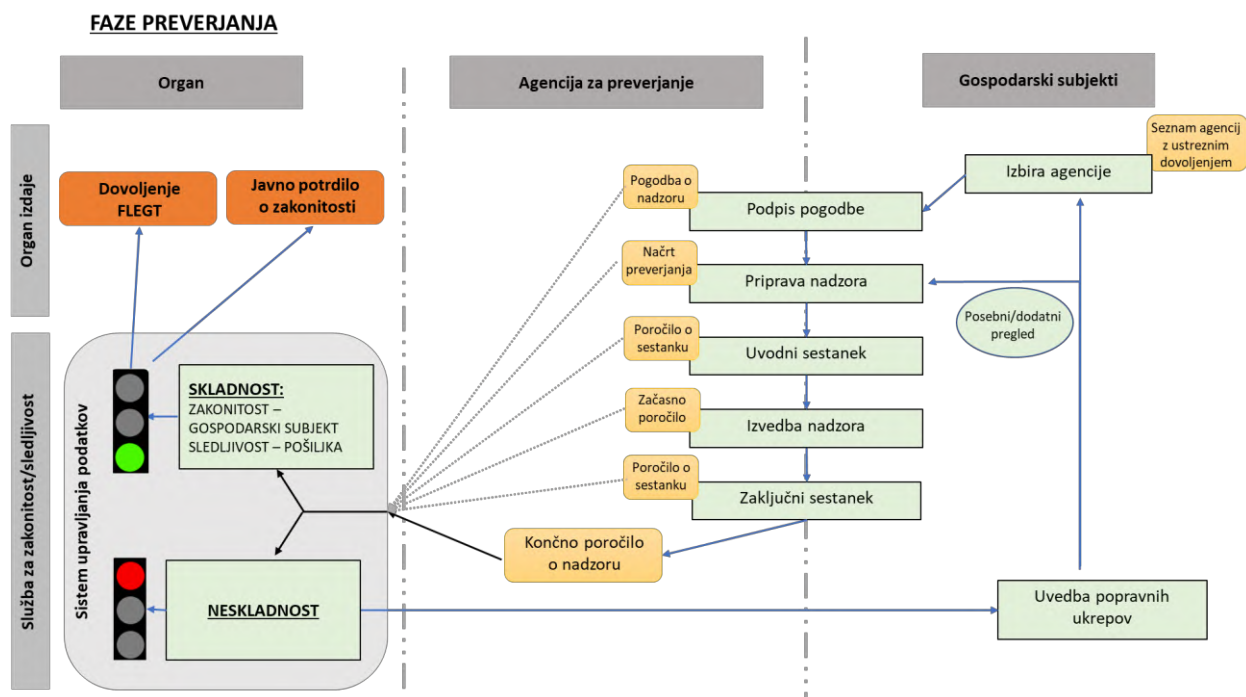 FAZE PREVERJANJA
Organ
Agencija za preverjanje
Gospodarski subjekti
Organ izdaje
Dovoljenje
FLEGT
Javno potrdilo
o zakonitosti
Pogodba o
nadzoru
Podpis pogodbe
Izbira agencije
Seznam agencij
z ustreznim
dovoljenjem
Načrt
preverjanja
Priprava nadzora
Posebni/dodatni
pregled
Služba za zakonitost/sledljivost
Sistem upravljanja podatkov
SKLADNOST:
ZAKONITOST –
GOSPODARSKI SUBJEKT
SLEDLJIVOST – POŠILJKA
Poročilo o
sestanku
Uvodni sestanek
Začasno
poročilo
Izvedba nadzora
Poročilo o
sestanku
Zaključni sestanek
Končno poročilo
o nadzoru
NESKLADNOST
Uvedba popravnih
ukrepov